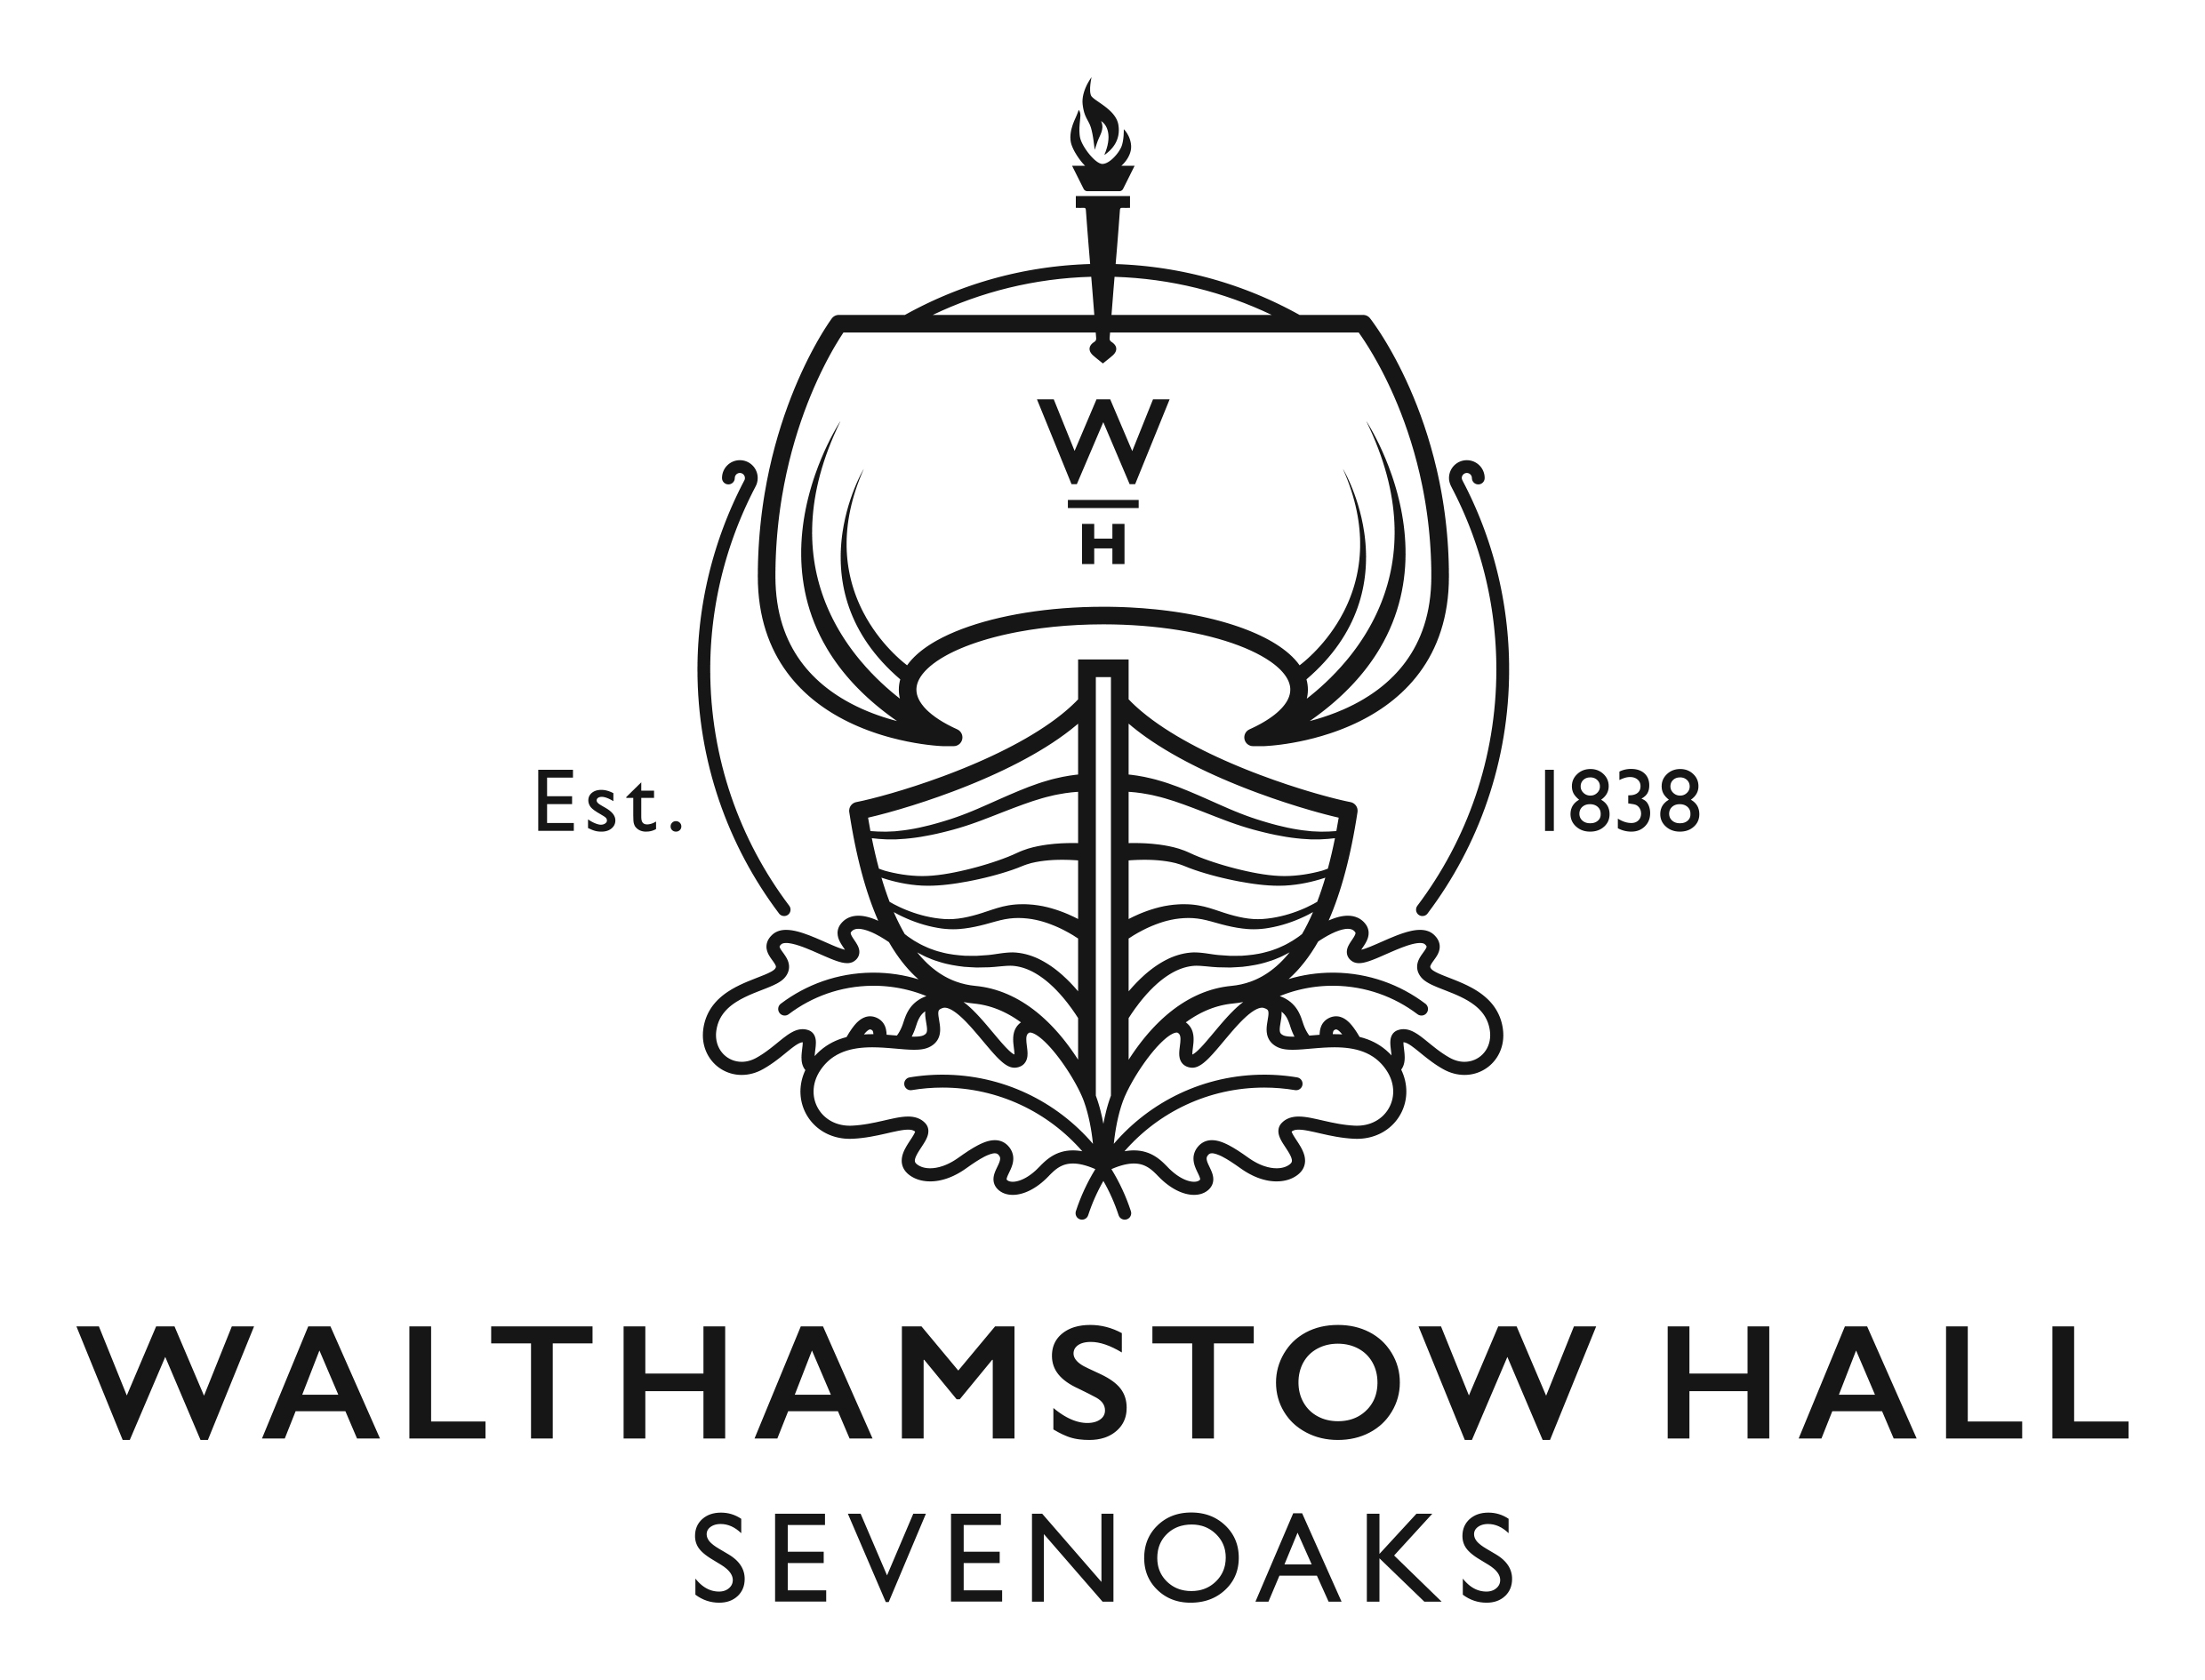 W
H
Est. 1838
WALTHAMSTOW HALL
SEVENOAKS